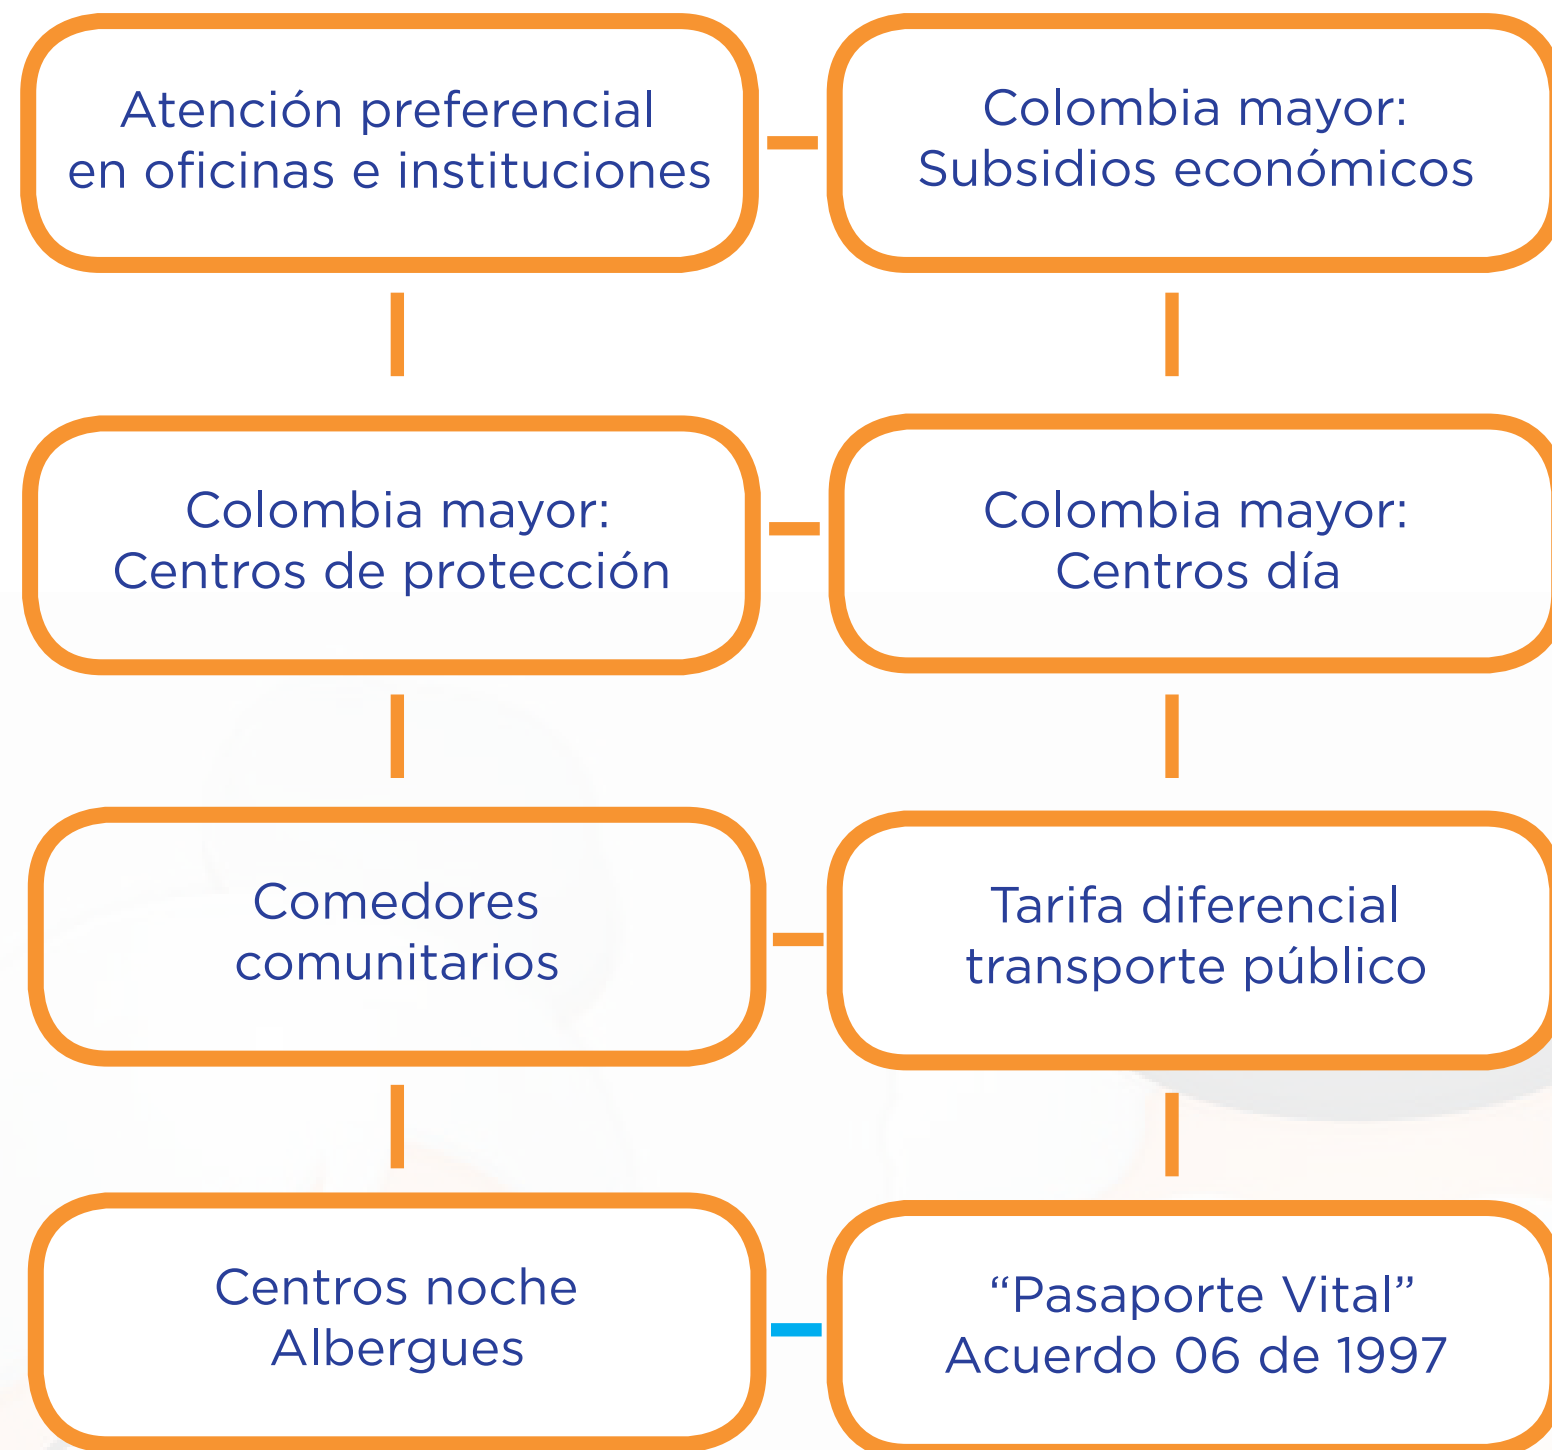 Atención preferencial
en oficinas e instituciones
Colombia mayor:
Subsidios económicos
Colombia mayor:
Centros de protección
Colombia mayor:
Centros día
Comedores
comunitarios
Tarifa diferencial
transporte público
Centros noche
Albergues
“Pasaporte Vital”
Acuerdo 06 de 1997